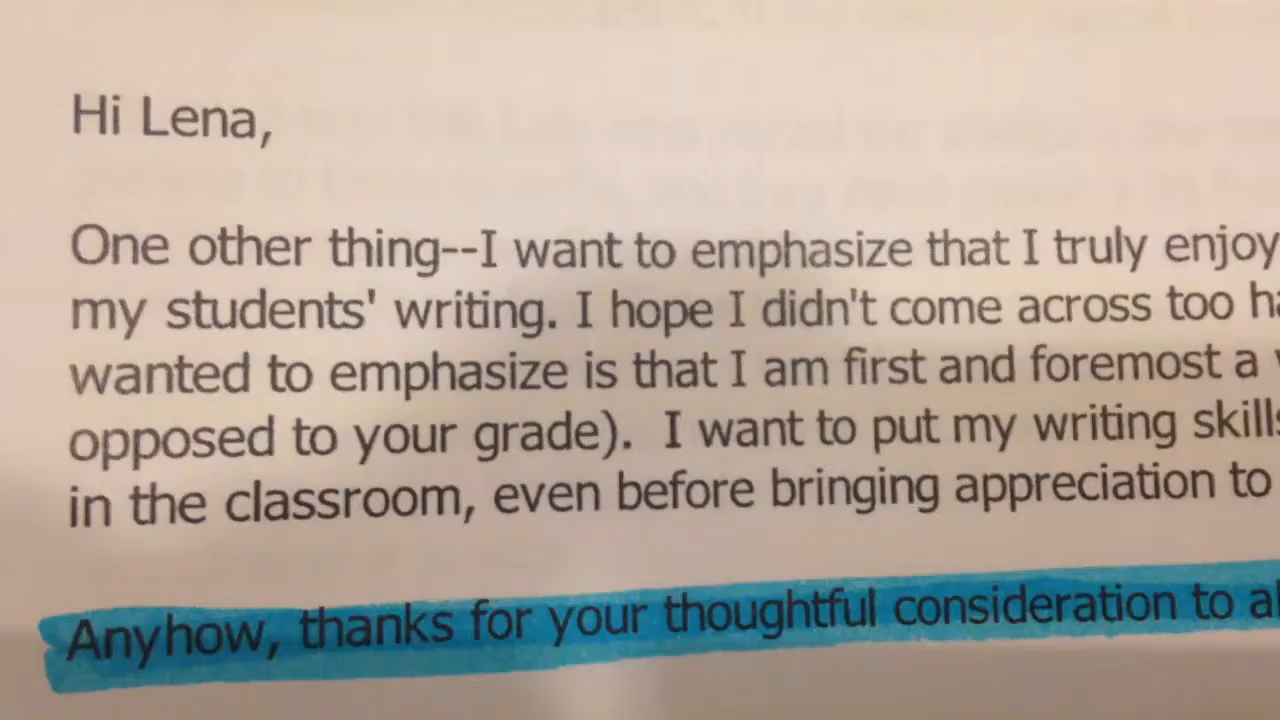 Hi Lena,
One other thing--I want to emphasize that I truly enjoy
my students' writing. I hope I didn't come across too
wanted to emphasize is that I am first and foremost a
opposed to your grade). I want to put my writing skills
in the classroom, even before bringing appreciation to
Anyhow, thanks for your thoughtful consideration to